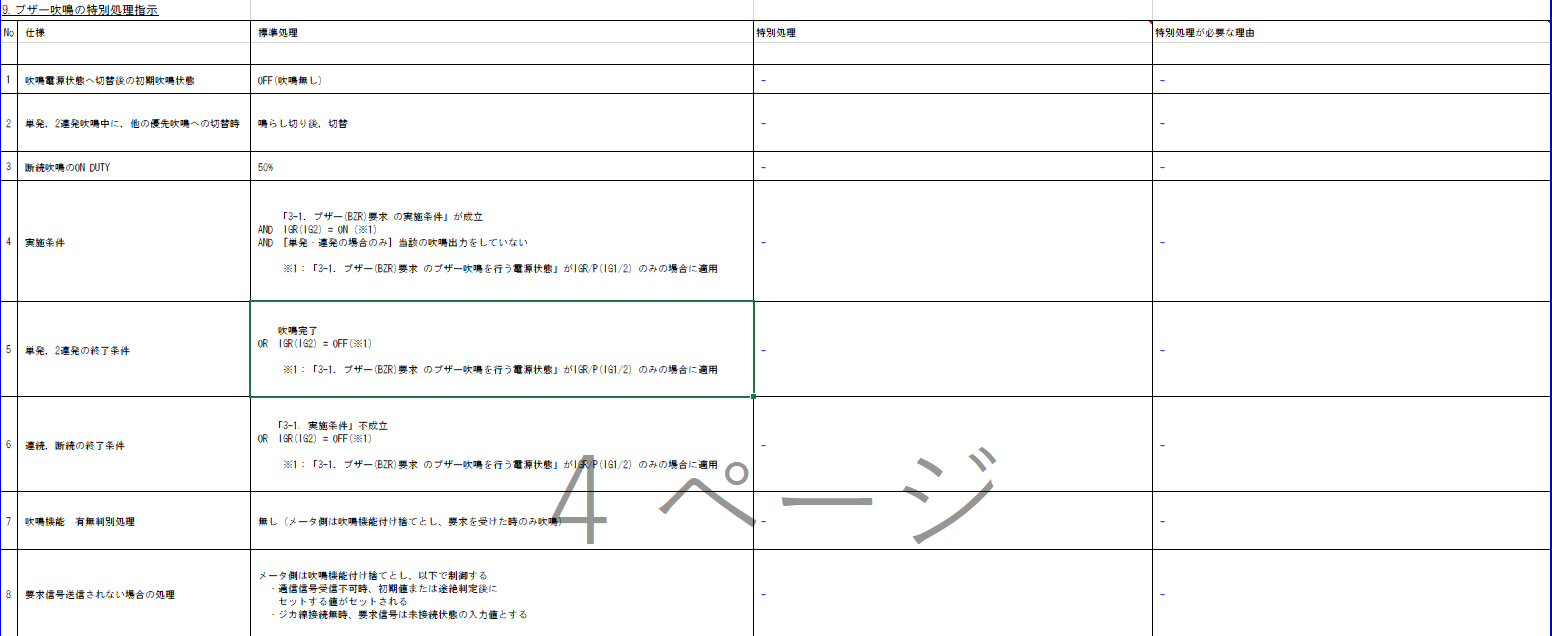 9. ブザー吹鳴の特別処理指示
No 仕様 標準処理 特別処理 特別処理が必要な理由
1 吹鳴電源状態へ切替後の初期吹鳴状態 OFF(吹鳴無し) - -
2 単発，2連発吹鳴中に，他の優先吹鳴への切替時 鳴らし切り後，切替 - -
3 断続吹鳴のON DUTY 50% - -
4 実施条件 - -
「3-1. ブザー(BZR)要求 の実施条件」が成立
AND IGR(IG2) = ON (※1)
AND [単発・連発の場合のみ] 当該の吹鳴出力をしていない
※1：「3-1. ブザー(BZR)要求 のブザー吹鳴を行う電源状態」がIGR/P(IG1/2) のみの場合に適用
5 単発，2連発の終了条件 - -
吹鳴完了
OR IGR(IG2) = OFF(※1)
※1：「3-1. ブザー(BZR)要求 のブザー吹鳴を行う電源状態」がIGR/P(IG1/2) のみの場合に適用
6 連続，断続の終了条件 - -
「3-1. 実施条件」不成立
OR IGR(IG2) = OFF(※1)
※1：「3-1. ブザー(BZR)要求 のブザー吹鳴を行う電源状態」がIGR/P(IG1/2) のみの場合に適用
4 ページ
7 吹鳴機能　有無判別処理 無し（メータ側は吹鳴機能付け捨てとし、要求を受けた時のみ吹鳴） - -
8 要求信号送信されない場合の処理 - -
メータ側は吹鳴機能付け捨てとし、以下で制御する
・通信信号受信不可時、初期値または途絶判定後に
セットする値がセットされる
・ジカ線接続無時、要求信号は未接続状態の入力値とする